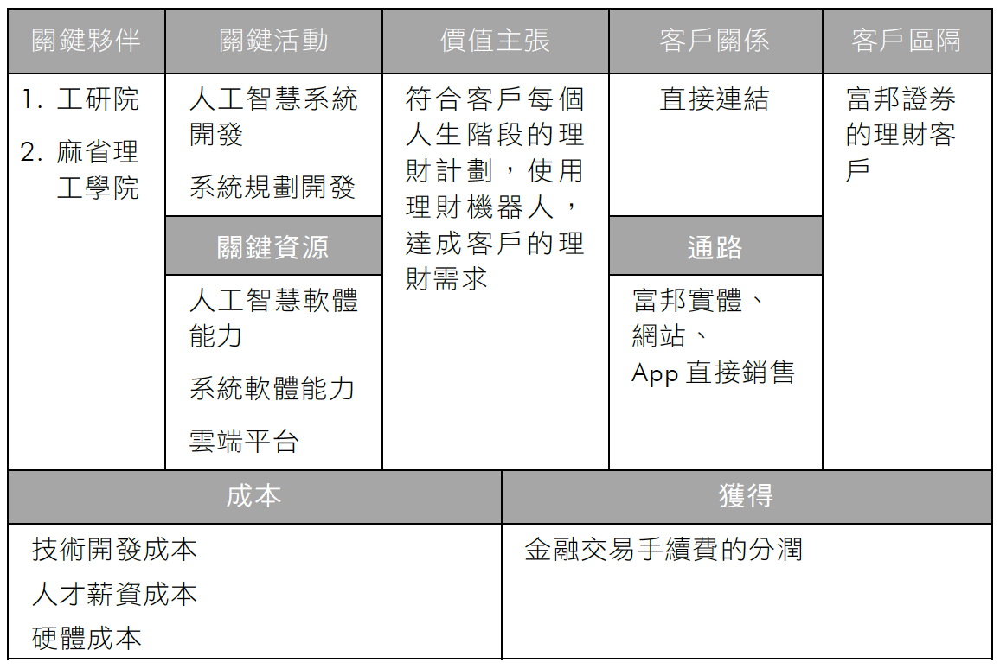 關鍵夥伴
關鍵活動
價值主張
客戶關係
客戶區隔
1. 工研院
2. 麻省理
工學院
人工智慧系統
開發
系統規劃開發
關鍵資源
人工智慧軟體
能力
系統軟體能力
雲端平台
符合客戶每個
人生階段的理
財計劃，使用
理財機器人，
達成客戶的理
財需求
直接連結
通路
富邦實體、
網站、
App 直接銷售
富邦證券
的理財客
戶
成本
技術開發成本
人才薪資成本
硬體成本
獲得
金融交易手續費的分潤